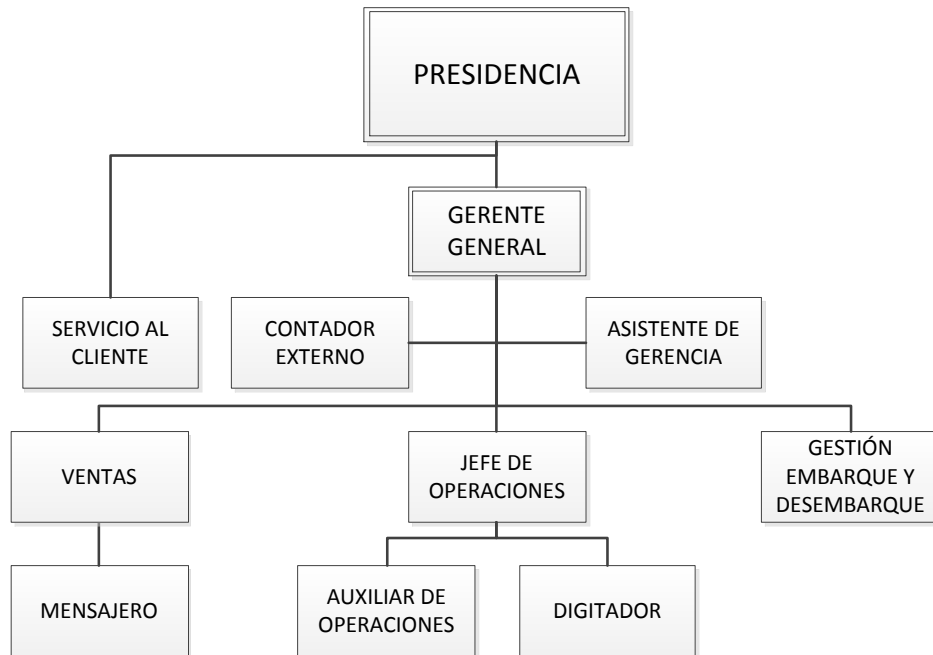 PRESIDENCIA
GERENTE
GENERAL
SERVICIO AL
CLIENTE
CONTADOR
EXTERNO
ASISTENTE DE
GERENCIA
VENTAS
JEFE DE
OPERACIONES
GESTIÓN
EMBARQUE Y
DESEMBARQUE
MENSAJERO
AUXILIAR DE
OPERACIONES
DIGITADOR